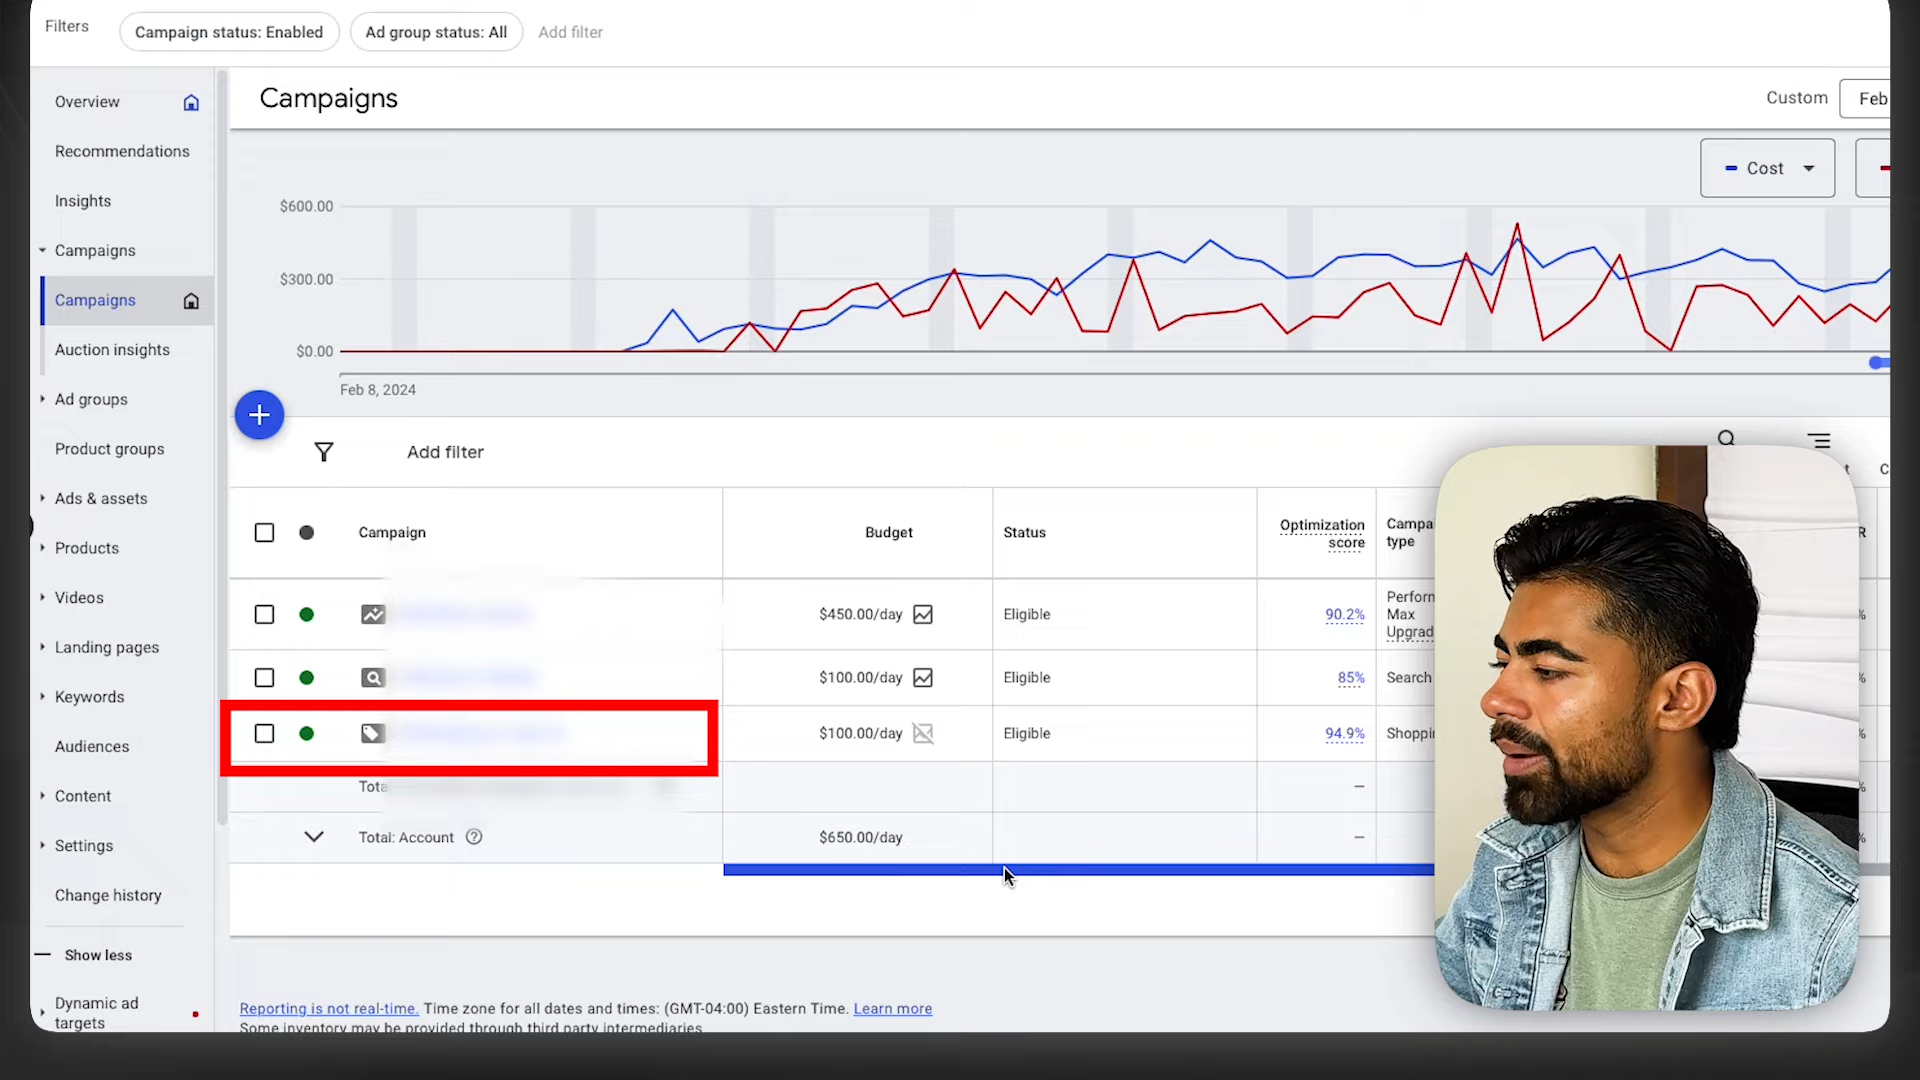 Filters
Campaign status: Enabled
Ad group status: All
Add filter
Overview
Recommendations
Insights
Campaigns
Campaigns
Auction insights
Ad groups
Product groups
Ads & assets
Products
Videos
Landing pages
Keywords
Audiences
Content
Settings
Change history
Show less
Dynamic ad
targets
Campaigns
Custom
Feb
Cost
$600.00
$300.00
$0.00
Feb 8, 2024
Add filter
Campaign
Budget
Status
Optimization
score
Campa
type
R
$450.00/day
Eligible
90.2%
Perforn
Max
Upgrad
%
$100.00/day
Eligible
85%
Search
%
$100.00/day
Eligible
94.9%
Shoppi
%
Tota
–
%
Total: Account
$650.00/day
–
%
Reporting is not real-time. Time zone for all dates and times: (GMT-04:00) Eastern Time. Learn more
Some inventory may be provided through third party intermediaries